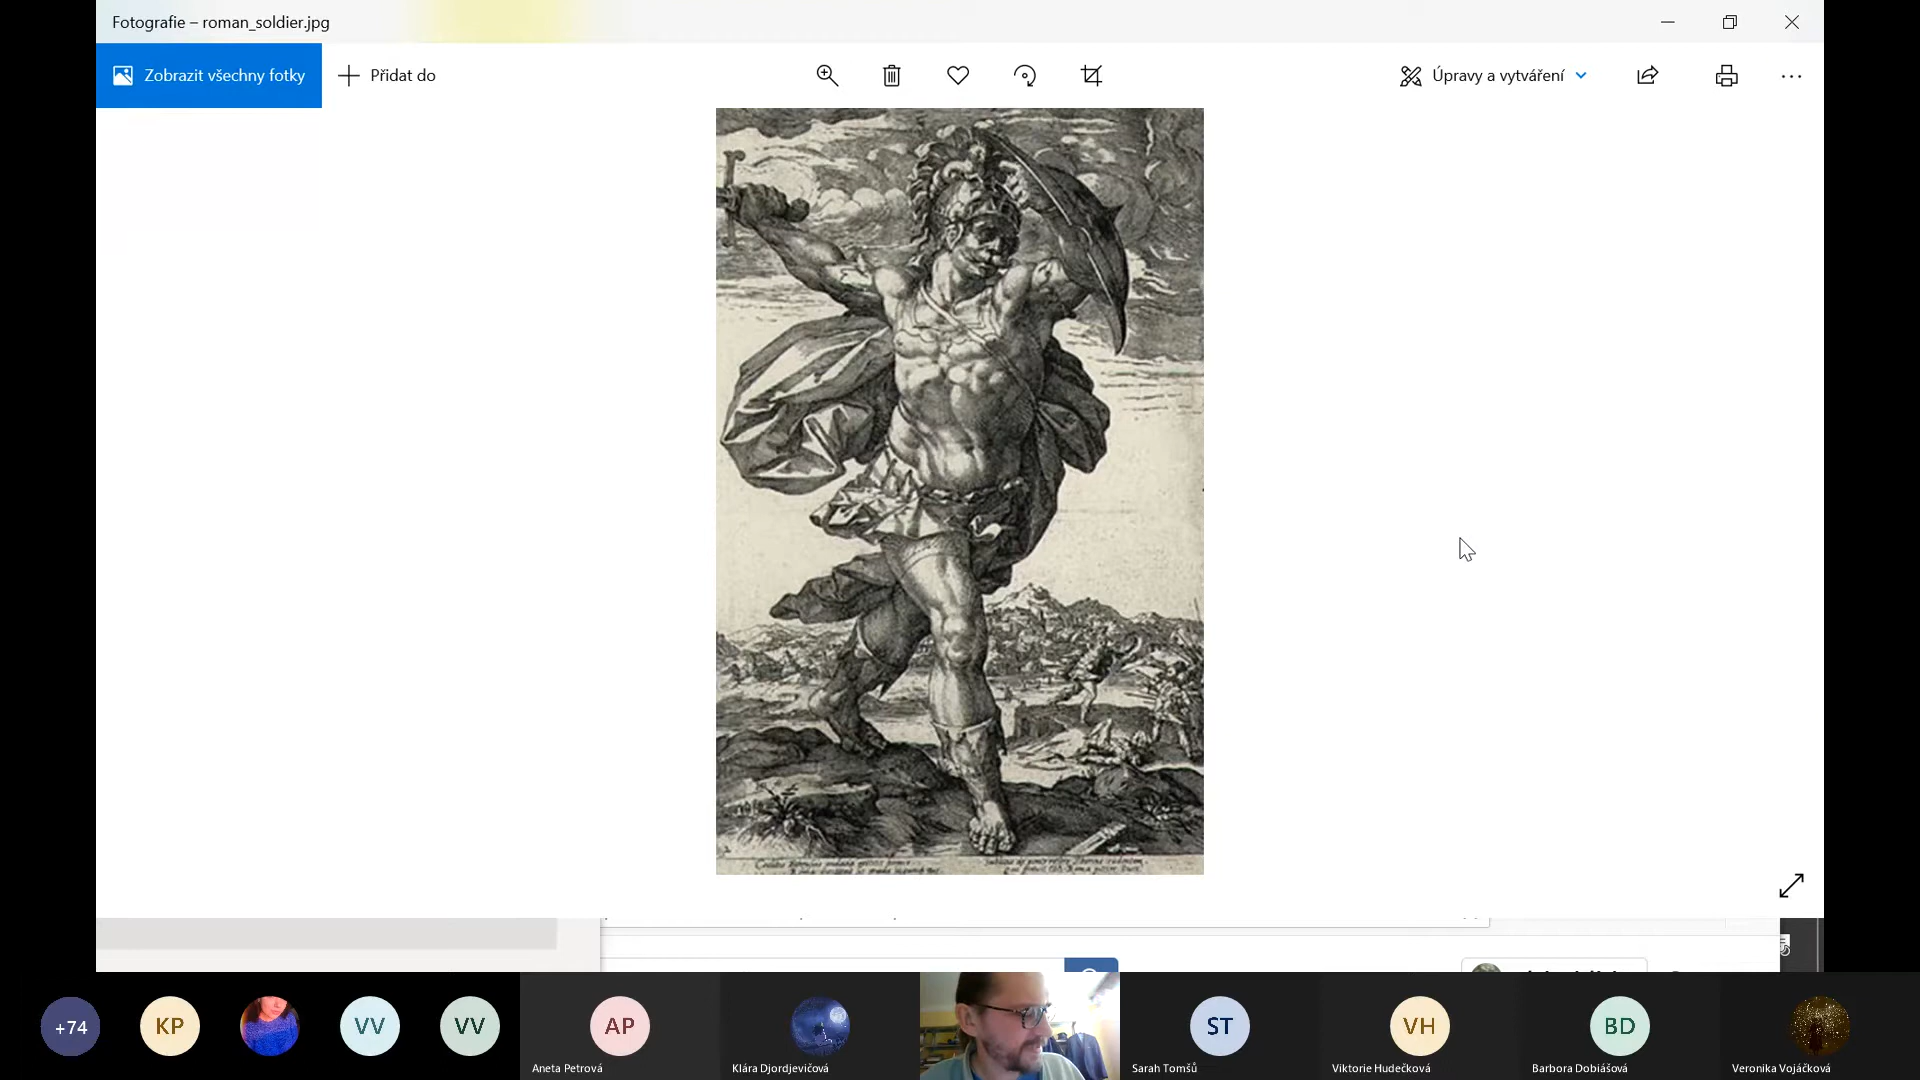 Fotografie – roman_soldier.jpg
Zobrazit všechny fotky
Přidat do
Úpravy a vytváření
+74
KP
VV
VV
AP
ST
VH
BD
Aneta Petrová
Klára Djordjevičová
Sarah Tomšů
Viktorie Hudečková
Barbora Dobiášová
Veronika Vojáčková